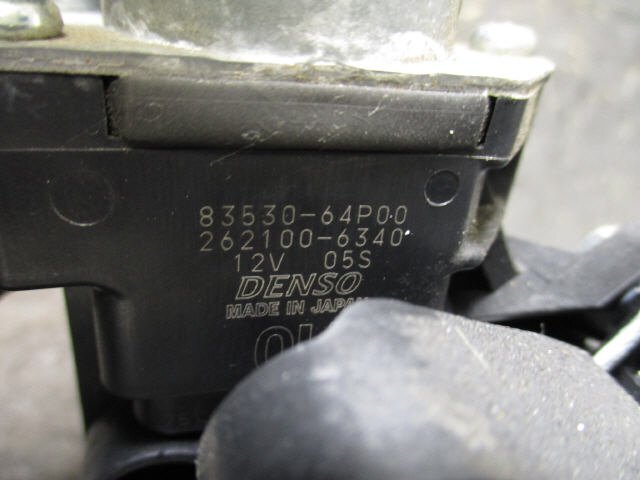 83530-64P00
262100-6340
12V 05S
DENSO
MADE IN JAPAN